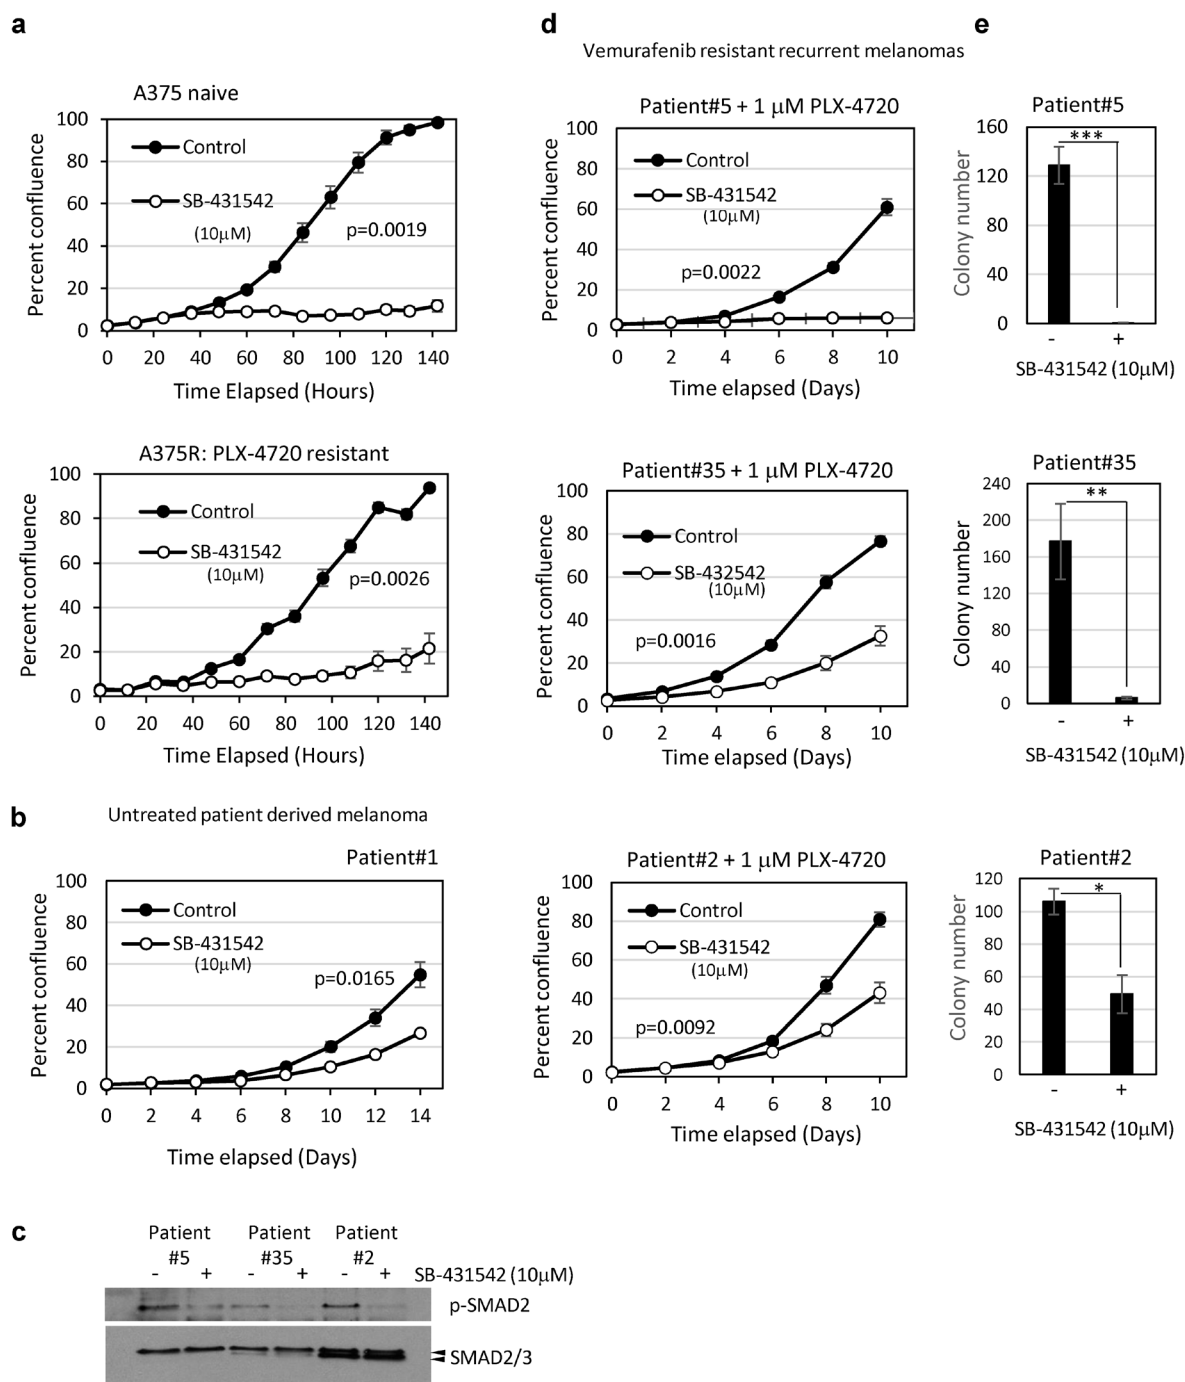 a
A375 naive
Percent confluence
100
80
60
40
20
0
Control
SB-431542
(10μM)
p=0.0019
0 20 40 60 80 100 120 140
Time Elapsed (Hours)
A375R: PLX-4720 resistant
Percent confluence
100
80
60
40
20
0
Control
SB-431542
(10μM)
p=0.0026
0 20 40 60 80 100 120 140
Time Elapsed (Hours)
b
Untreated patient derived melanoma
Patient#1
Percent confluence
100
80
60
40
20
0
Control
SB-431542
(10μM)
p=0.0165
0 2 4 6 8 10 12 14
Time elapsed (Days)
c
Patient Patient Patient
#5 #35 #2
- + - + - + SB-431542 (10μM)
p-SMAD2
SMAD2/3
d
Vemurafenib resistant recurrent melanomas
Patient#5 + 1 μM PLX-4720
Percent confluence
100
80
60
40
20
0
Control
SB-431542
(10μM)
p=0.0022
0 2 4 6 8 10
Time elapsed (Days)
Patient#35 + 1 μM PLX-4720
Percent confluence
100
80
60
40
20
0
Control
SB-432542
(10μM)
p=0.0016
0 2 4 6 8 10
Time elapsed (Days)
Patient#2 + 1 μM PLX-4720
Percent confluence
100
80
60
40
20
0
Control
SB-431542
(10μM)
p=0.0092
0 2 4 6 8 10
Time elapsed (Days)
e
Patient#5
Colony number
160
120
80
40
0
***
- +
SB-431542 (10μM)
Patient#35
Colony number
240
200
160
120
80
40
0
**
- +
SB-431542 (10μM)
Patient#2
Colony number
120
100
80
60
40
20
0
*
- +
SB-431542 (10μM)